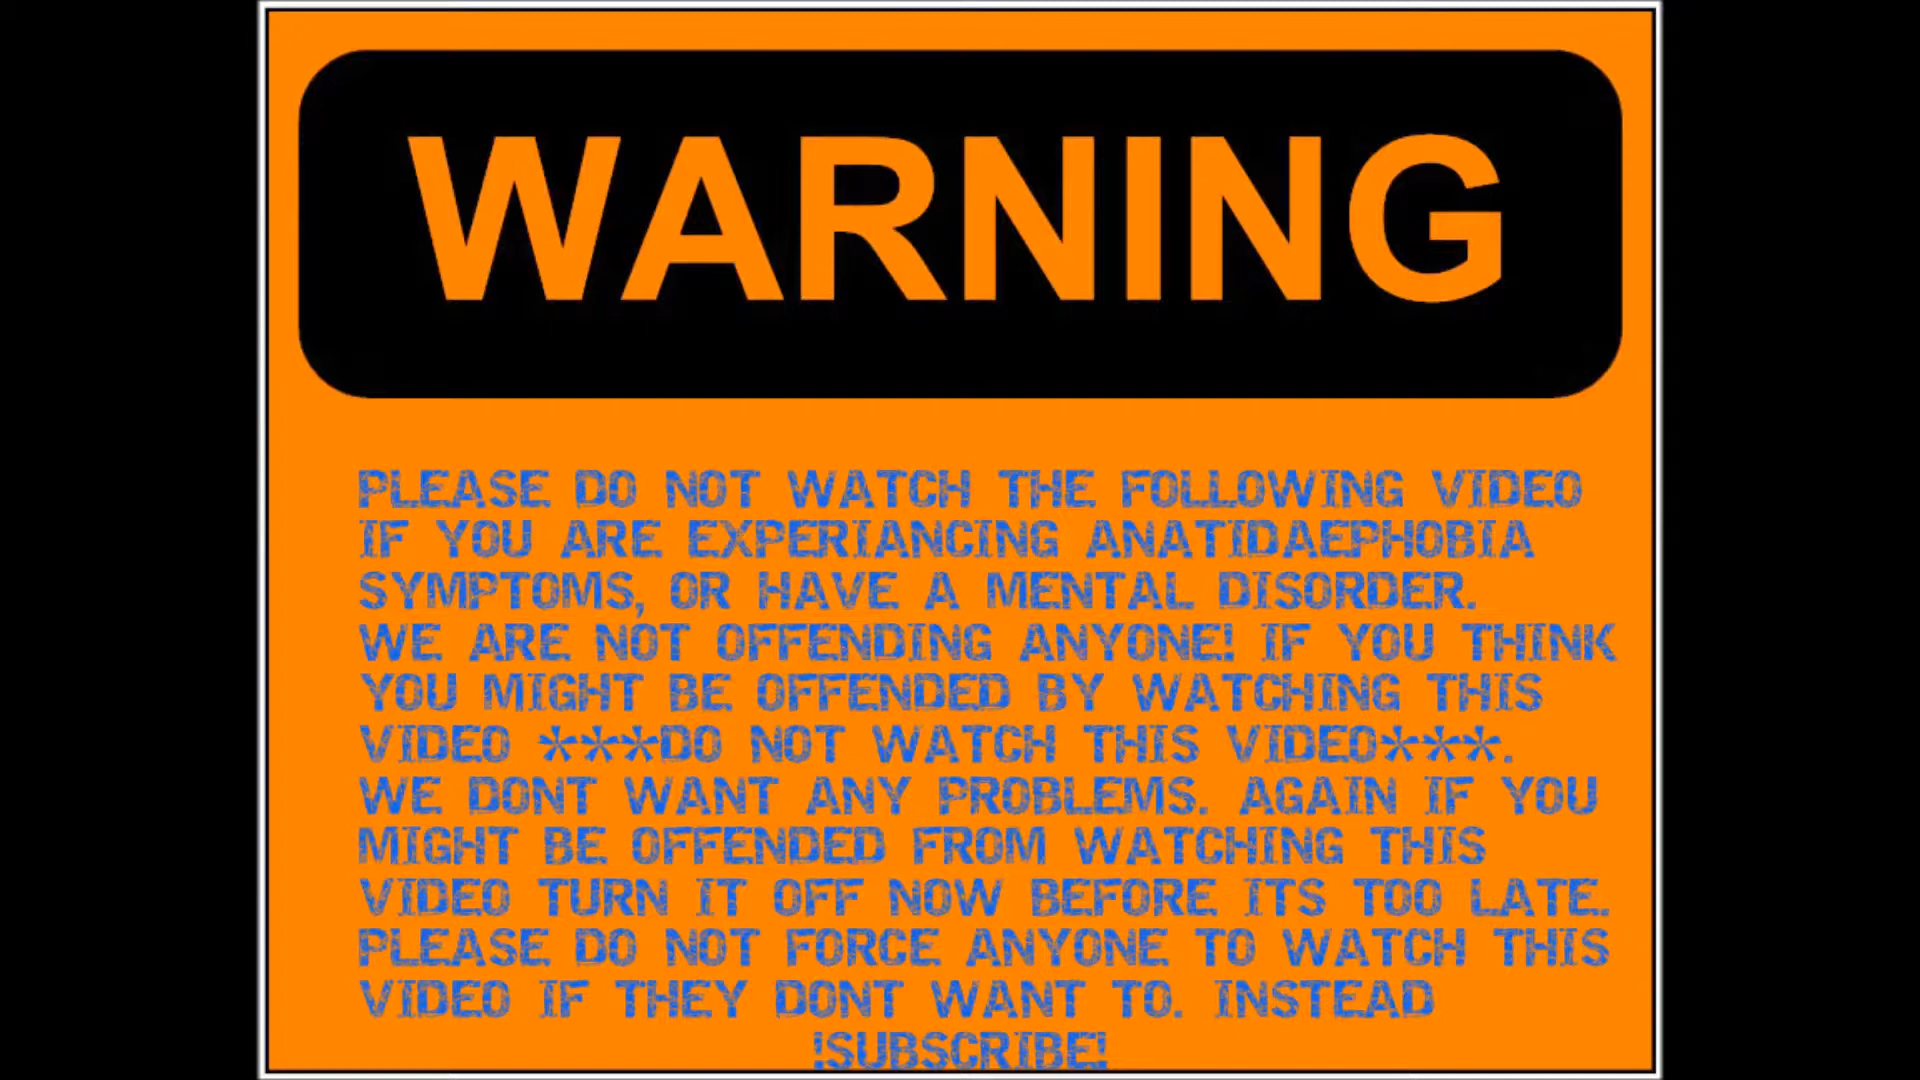 WARNING
PLEASE DO NOT WATCH THE FOLLOWING VIDEO
IF YOU ARE EXPERIANCING ANATIDAEPHOBIA
SYMPTOMS, OR HAVE A MENTAL DISORDER.
WE ARE NOT OFFENDING ANYONE! IF YOU THINK
YOU MIGHT BE OFFENDED BY WATCHING THIS
VIDEO ***DO NOT WATCH THIS VIDEO***.
WE DONT WANT ANY PROBLEMS. AGAIN IF YOU
MIGHT BE OFFENDED FROM WATCHING THIS
VIDEO TURN IT OFF NOW BEFORE ITS TOO LATE.
PLEASE DO NOT FORCE ANYONE TO WATCH THIS
VIDEO IF THEY DONT WANT TO. INSTEAD
!SUBSCRIBE!